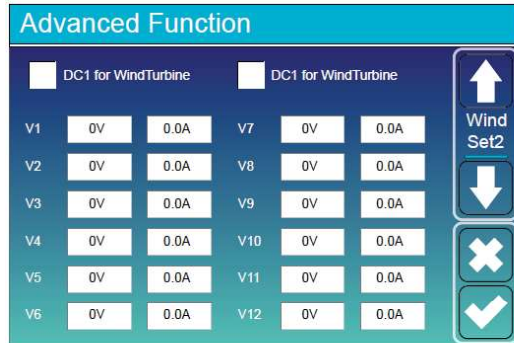 Advanced Function
DC1 for WindTurbine DC1 for WindTurbine
V1 0V 0.0A V7 0V 0.0A
V2 0V 0.0A V8 0V 0.0A
V3 0V 0.0A V9 0V 0.0A
V4 0V 0.0A V10 0V 0.0A
V5 0V 0.0A V11 0V 0.0A
V6 0V 0.0A V12 0V 0.0A
Wind
Set2